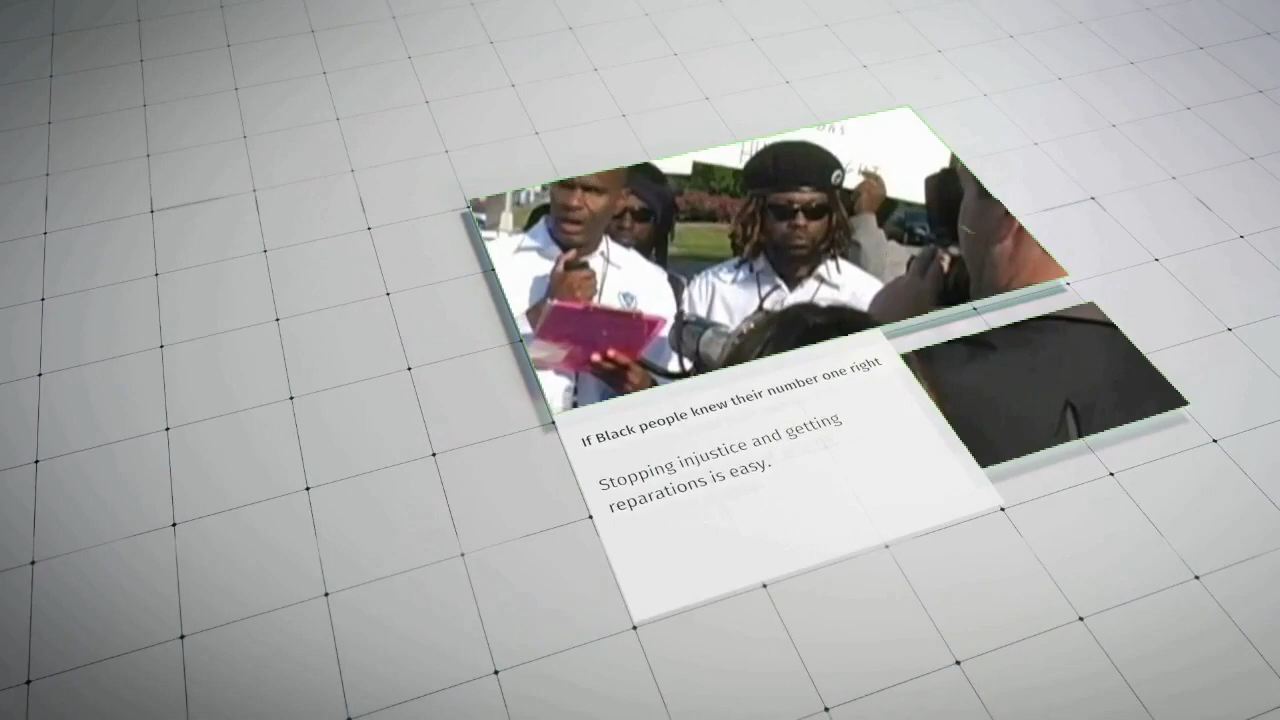 If Black people knew their number one right
Stopping injustice and getting
reparations is easy.